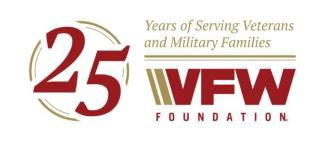 25
Years of Serving Veterans
and Military Families
VFW
FOUNDATION.